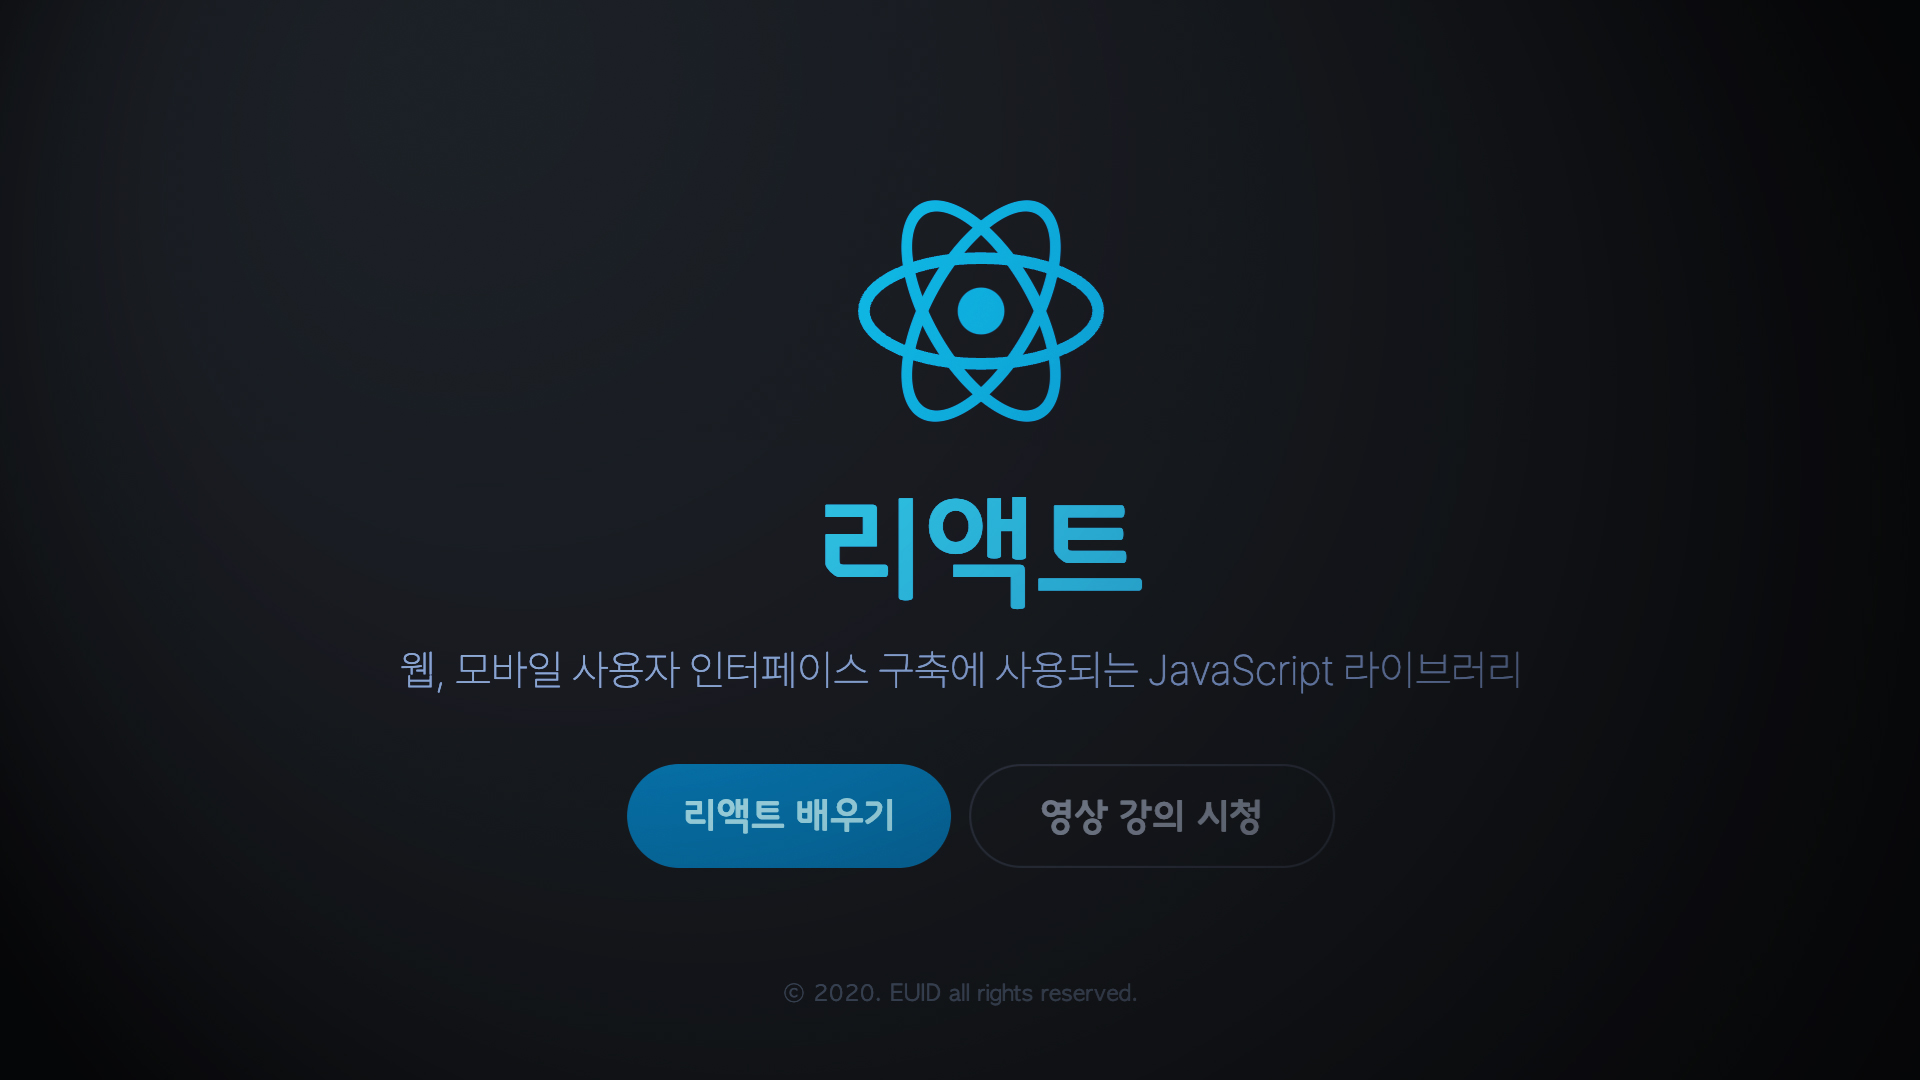 리액트
웹, 모바일 사용자 인터페이스 구축에 사용되는 JavaScript 라이브러리
리액트 배우기
영상 강의 시청
© 2020. EUID all rights reserved.